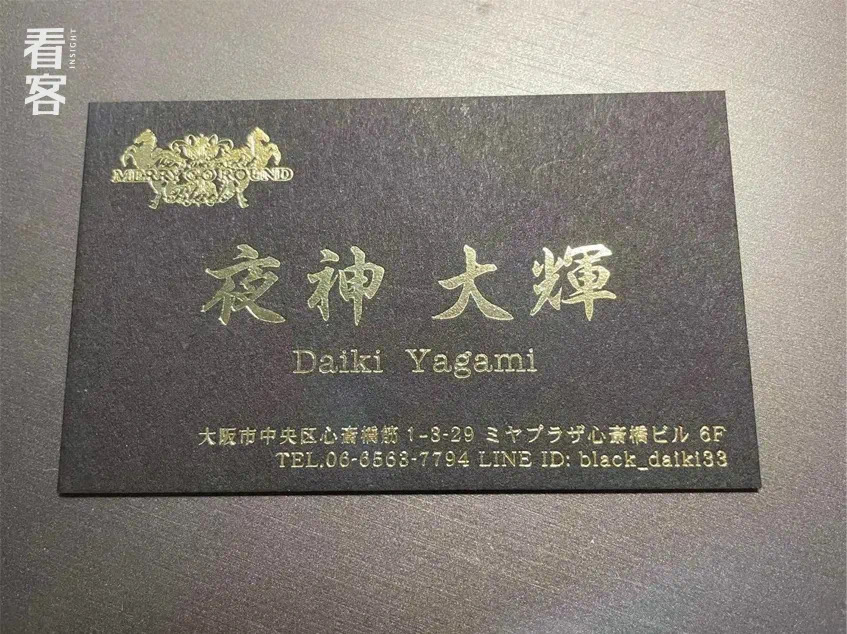 看客
INSIGHT
MERRY GO ROUND
夜神 大輝
Daiki Yagami
大阪市中央区心斎橋筋 1-3-29 ミヤプラザ心斎橋ビル 6F
TEL.06-6563-7794 LINE ID: black_daiki33